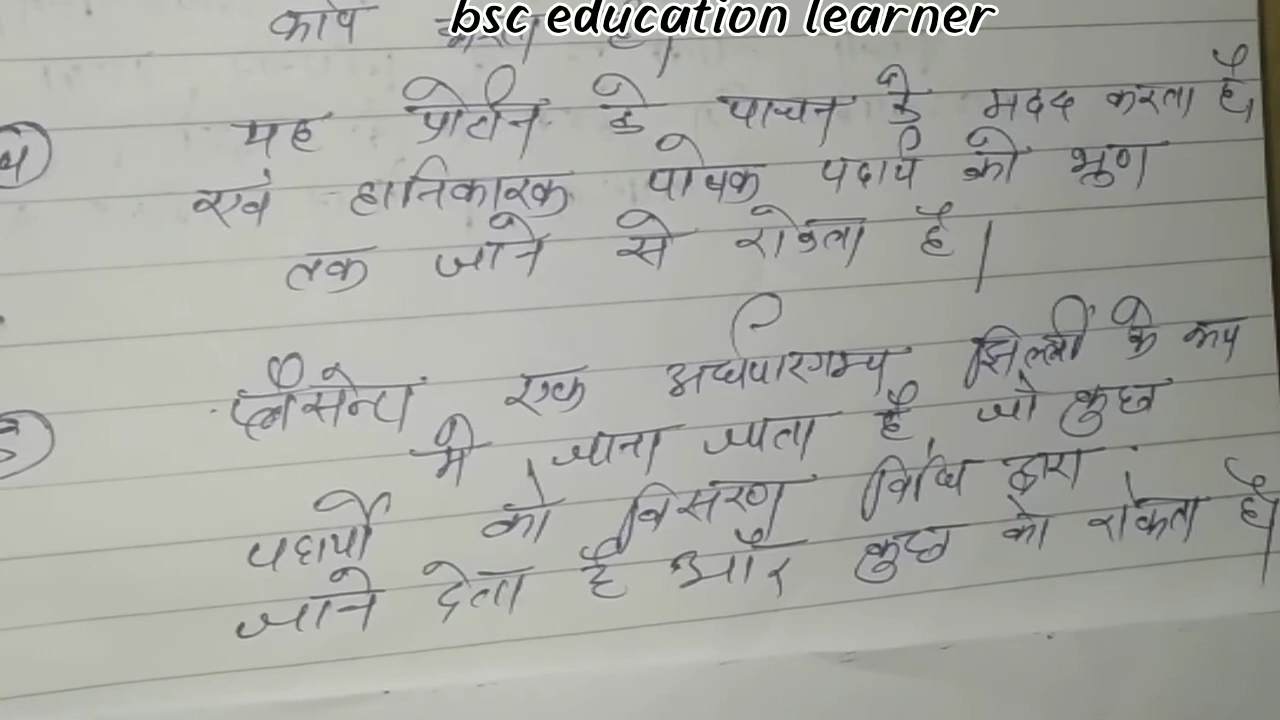 bsc education learner
कार्य करता है।
यह प्रोटीन के पाचन के मदद करता है।
एवं हानिकारक पोषक पदार्थ को भ्रूण
तक जाने से रोकता है।
प्लैसेन्टा एक अर्धपारगम्य झिल्ली के रूप
में जाना जाता है, जो कुछ
पदार्थों को विसरण विधि द्वारा
जाने देता है और कुछ को रोकता है।